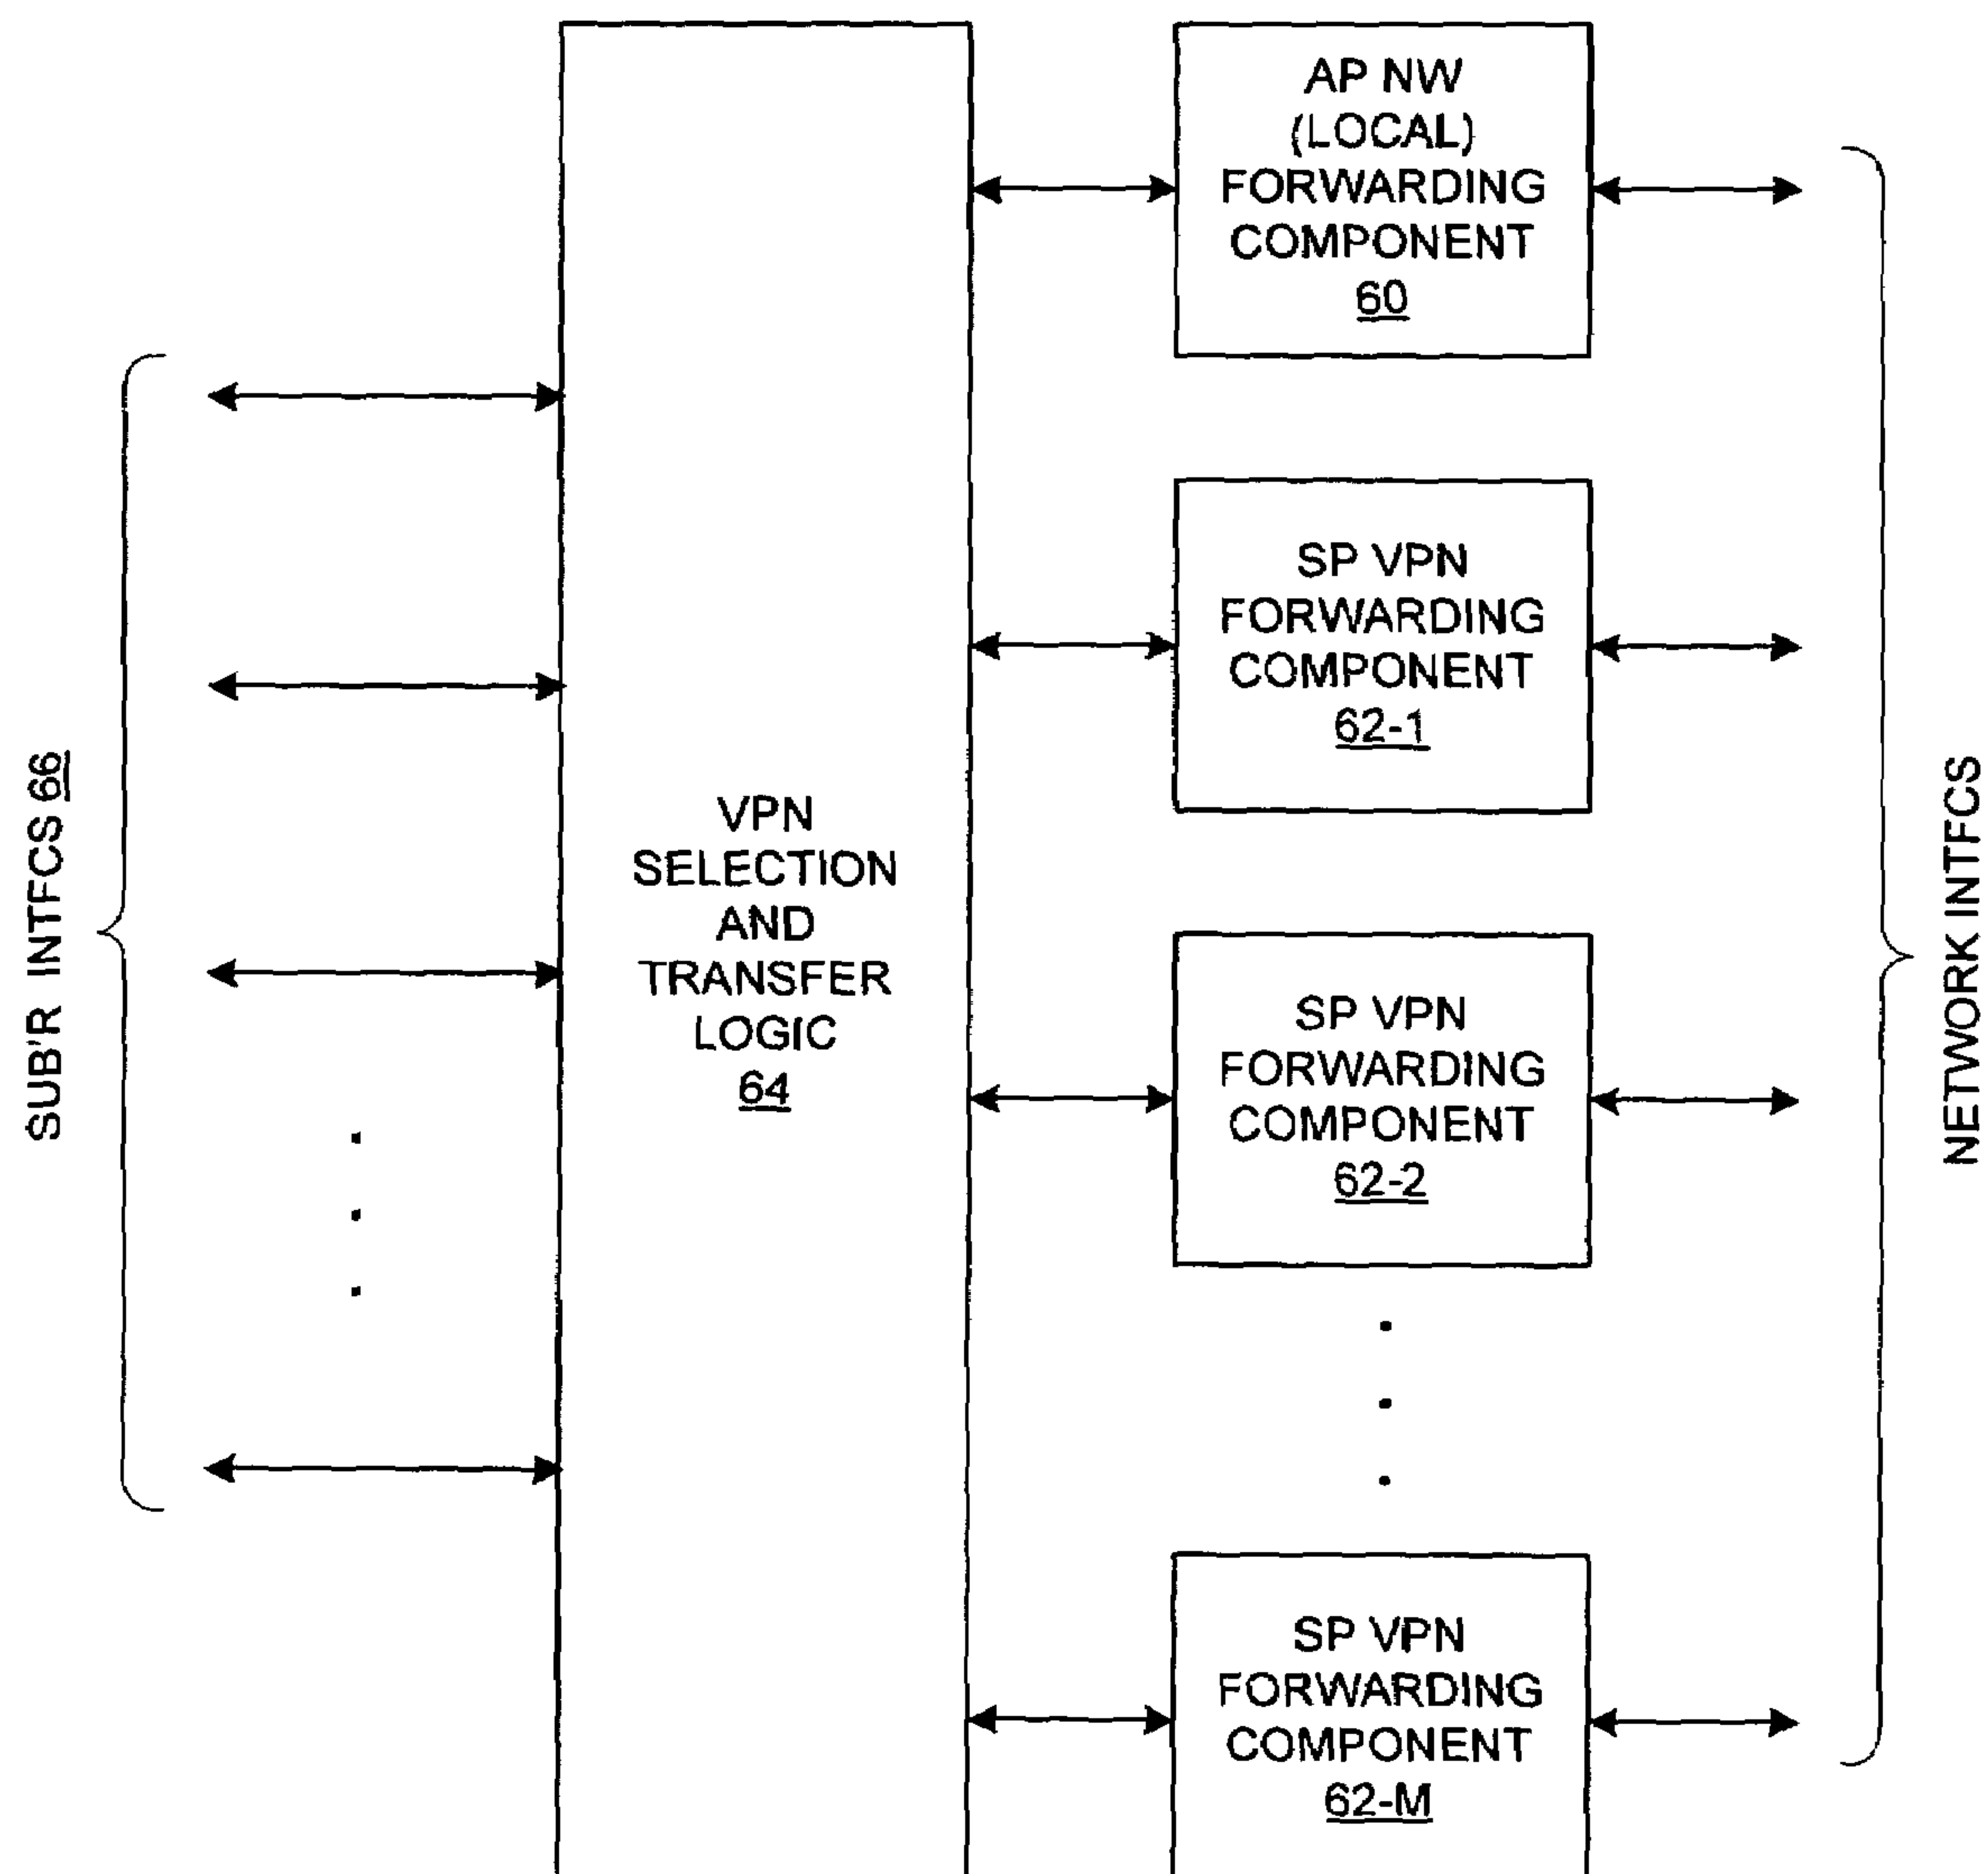 SUB'R INTFCS 66
VPN
SELECTION
AND
TRANSFER
LOGIC
64
AP NW
(LOCAL)
FORWARDING
COMPONENT
60
SP VPN
FORWARDING
COMPONENT
62-1
SP VPN
FORWARDING
COMPONENT
62-2
SP VPN
FORWARDING
COMPONENT
62-M
NETWORK INTFCS